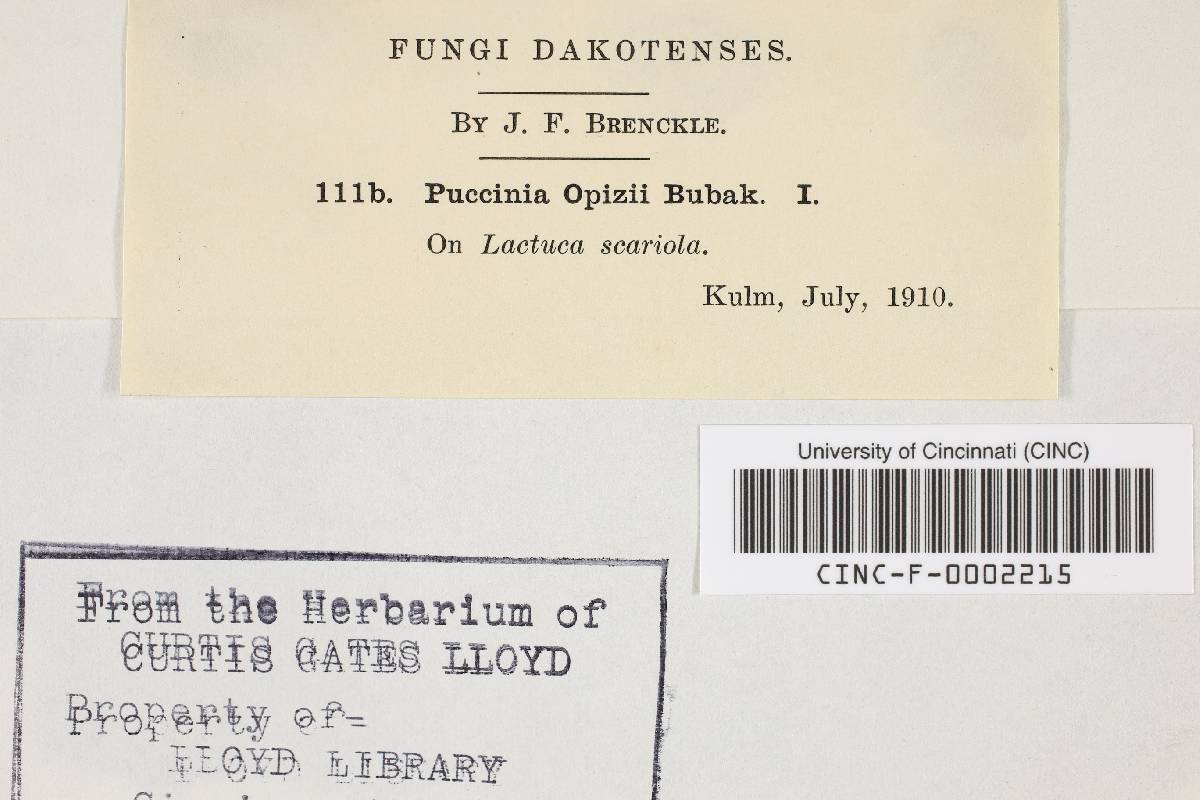 FUNGI DAKOTENSES.
BY J. F. BRENCKLE.
111b. Puccinia Opizii Bubak. I.
On Lactuca scariola.
Kulm, July, 1910.
University of Cincinnati (CINC)
CINC-F-0002215
From the Herbarium of
CURTIS GATES LLOYD
Property of
LLOYD LIBRARY